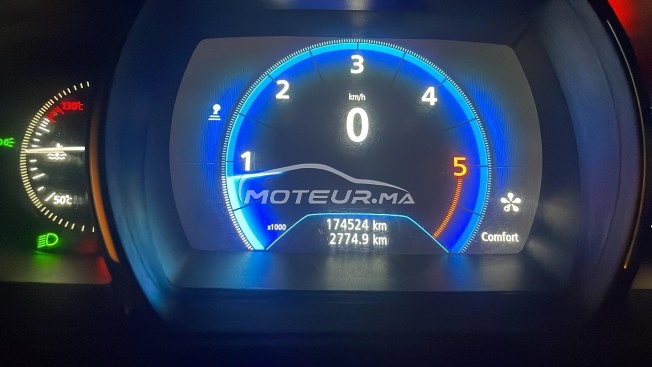 3
2
4
km/h
130°C
0
1
5
MOTEUR.MA
50°C
x1000
174524 km
2774.9 km
Comfort